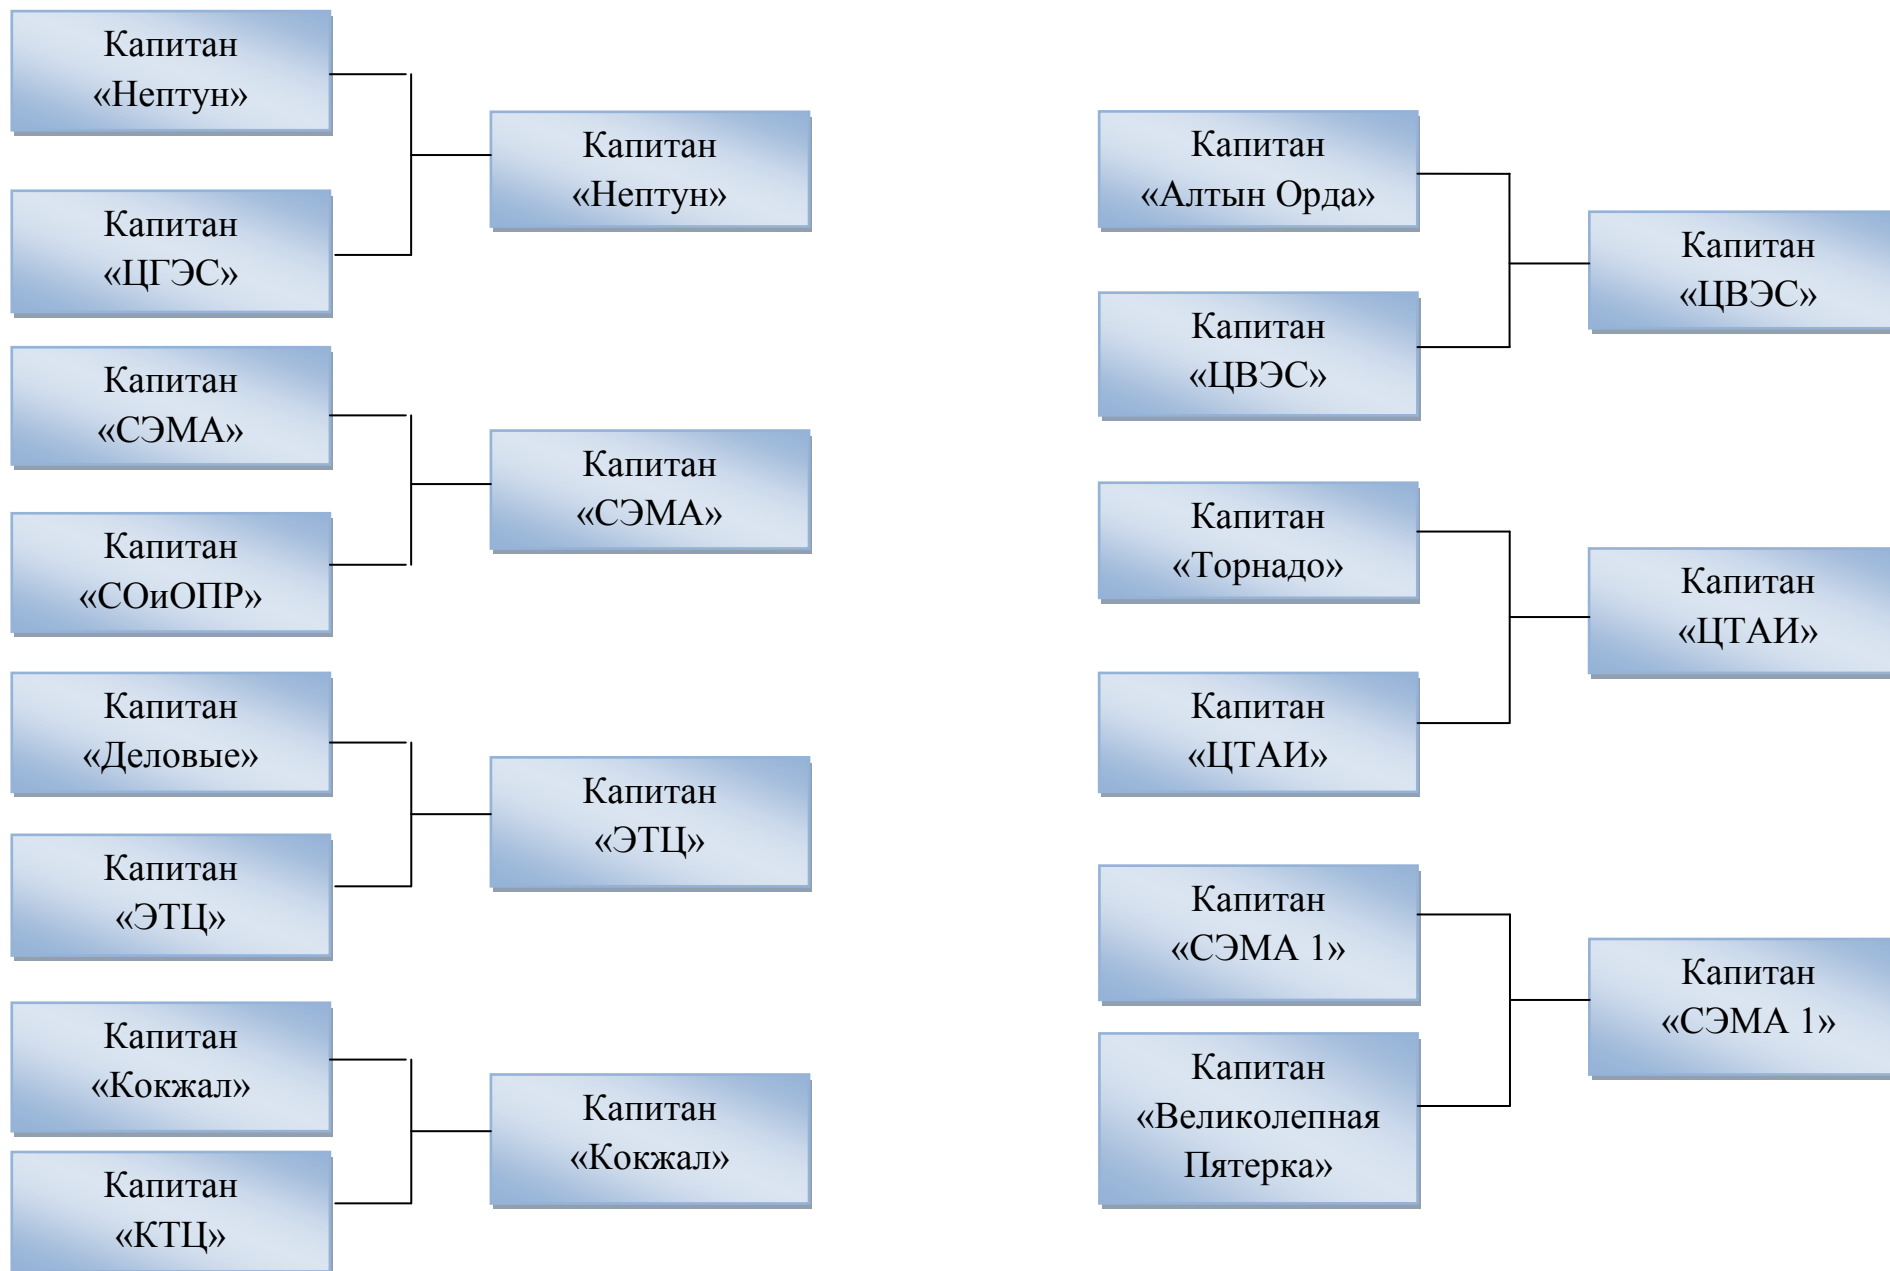 Капитан
«Нептун»
Капитан
«ЦГЭС»
Капитан
«Нептун»
Капитан
«СЭМА»
Капитан
«СОиОПР»
Капитан
«СЭМА»
Капитан
«Деловые»
Капитан
«ЭТЦ»
Капитан
«ЭТЦ»
Капитан
«Кокжал»
Капитан
«КТЦ»
Капитан
«Кокжал»
Капитан
«Алтын Орда»
Капитан
«ЦВЭС»
Капитан
«ЦВЭС»
Капитан
«Торнадо»
Капитан
«ЦТАИ»
Капитан
«ЦТАИ»
Капитан
«СЭМА 1»
Капитан
«Великолепная
Пятерка»
Капитан
«СЭМА 1»